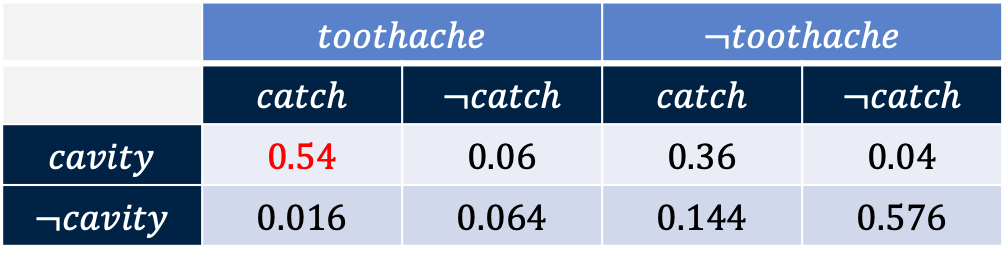 toothache ¬toothache
catch ¬catch catch ¬catch
cavity 0.54 0.06 0.36 0.04
¬cavity 0.016 0.064 0.144 0.576